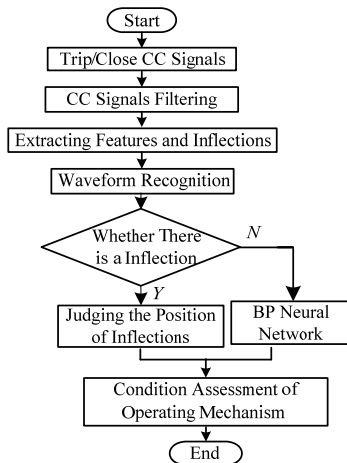 Start
Trip/Close CC Signals
CC Signals Filtering
Extracting Features and Inflections
Waveform Recognition
Whether There
is a Inflection
N
Y
Judging the Position
of Inflections
BP Neural
Network
Condition Assessment of
Operating Mechanism
End